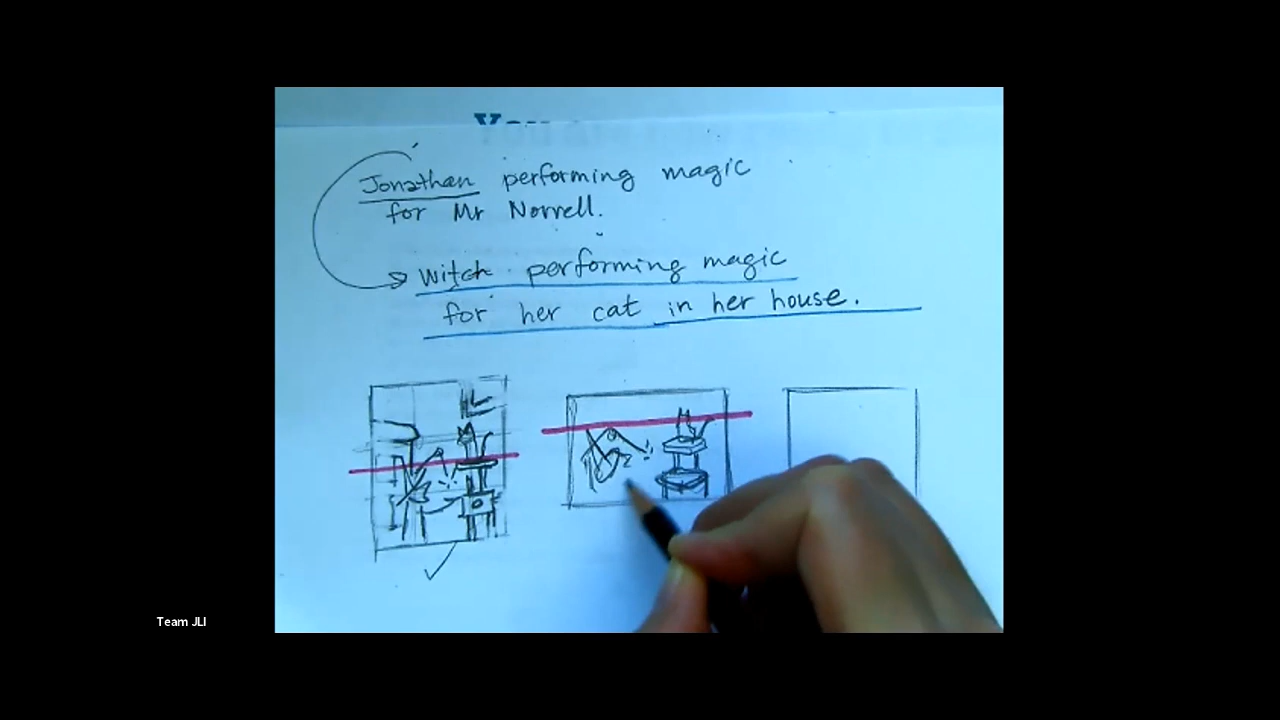 Jonathan performing magic
for Mr Norrell.
Witch performing magic
for her cat in her house.
Team JLI